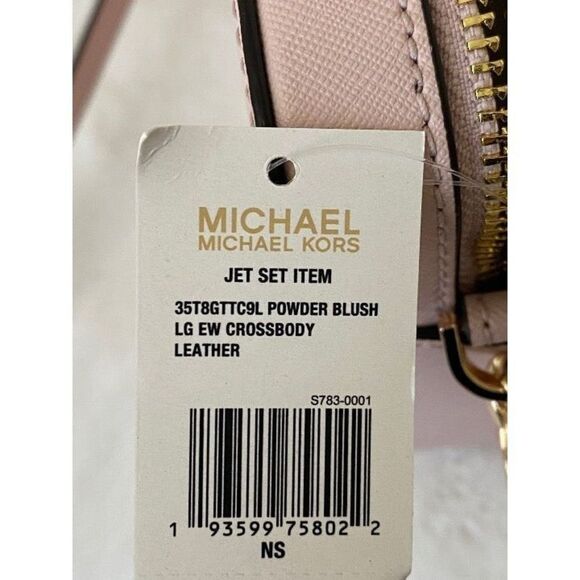 MICHAEL
MICHAEL KORS
JET SET ITEM
35T8GTTC9L POWDER BLUSH
LG EW CROSSBODY
LEATHER
S783-0001
1 93599 75802 2
NS